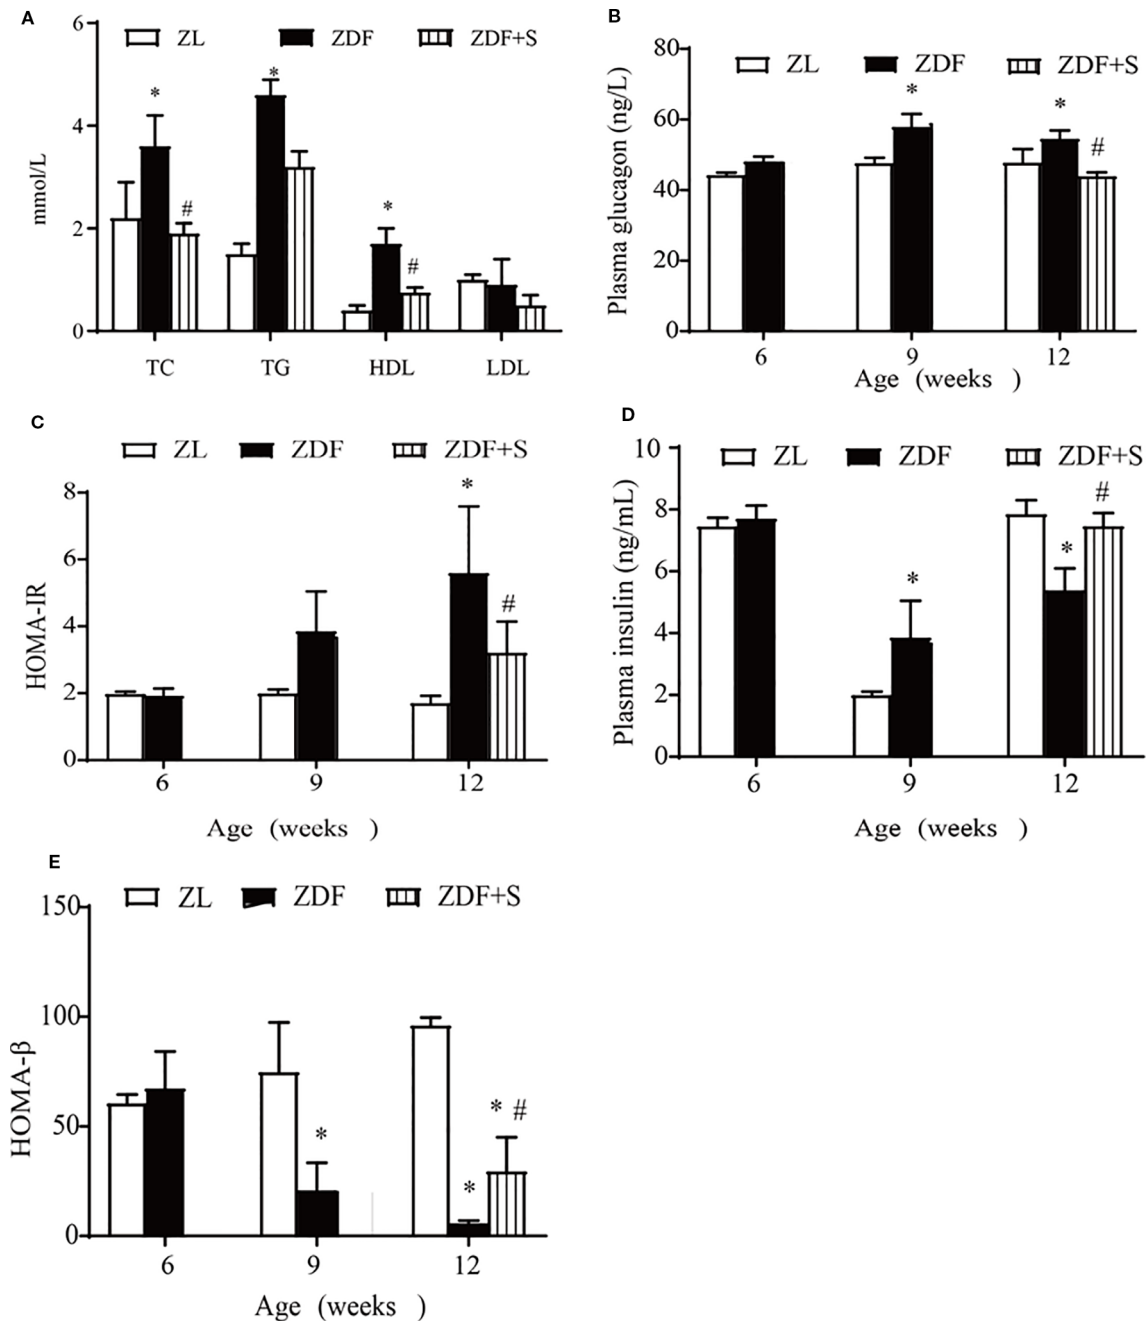 A
ZL ZDF ZDF+S
mmol/L
6
4
2
0
* # * * #
TC TG HDL LDL
B
ZL ZDF ZDF+S
Plasma glucagon (ng/L)
80
60
40
20
0
* * #
6 9 12
Age (weeks )
C
ZL ZDF ZDF+S
HOMA-IR
8
6
4
2
0
* #
6 9 12
Age (weeks )
D
ZL ZDF ZDF+S
Plasma insulin (ng/mL)
10
8
6
4
2
0
* * #
6 9 12
Age (weeks )
E
ZL ZDF ZDF+S
HOMA-β
150
100
50
0
* * * #
6 9 12
Age (weeks )